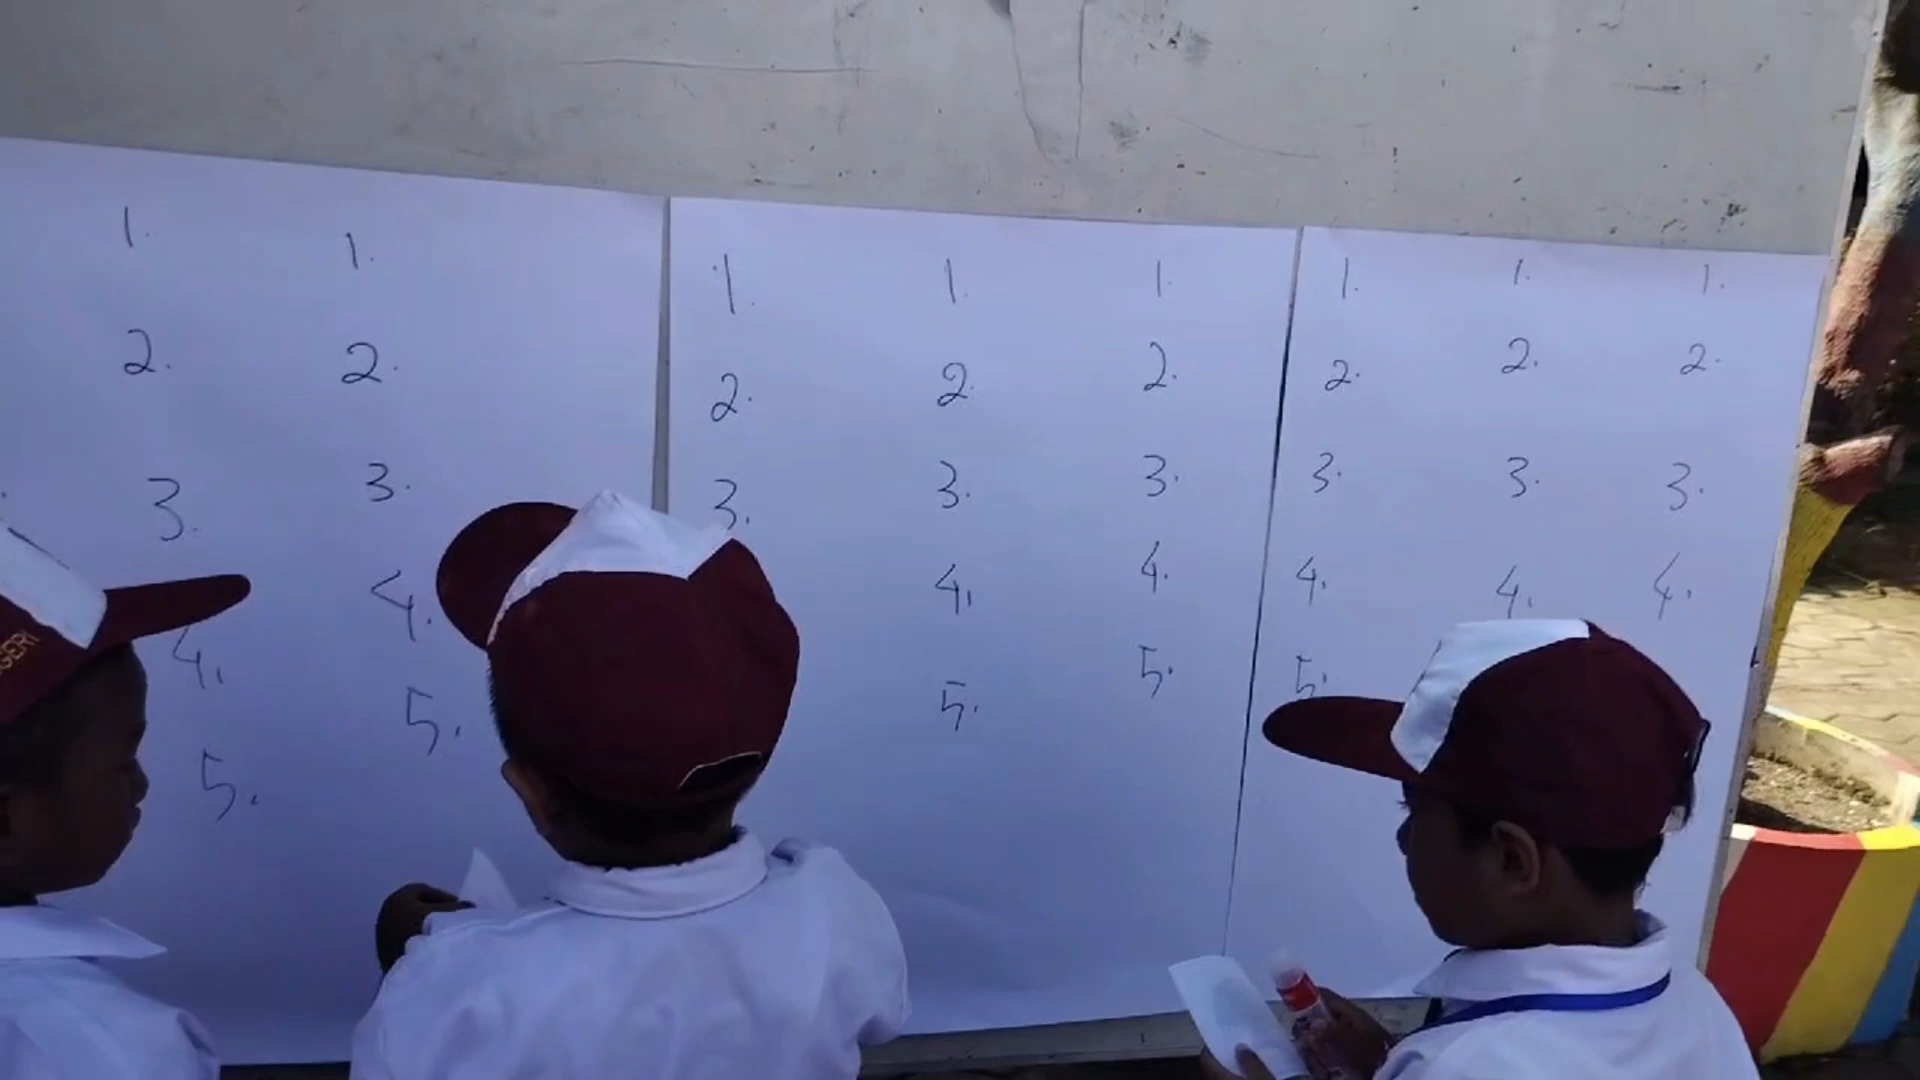 1. 1. 1. 1. 1. 1. 1. 1.
2. 2. 2. 2. 2. 2. 2. 2.
3. 3. 3. 3. 3. 3. 3. 3.
4. 4. 4. 4. 4. 4. 4.
5. 5. 5. 5. 5.
GERI